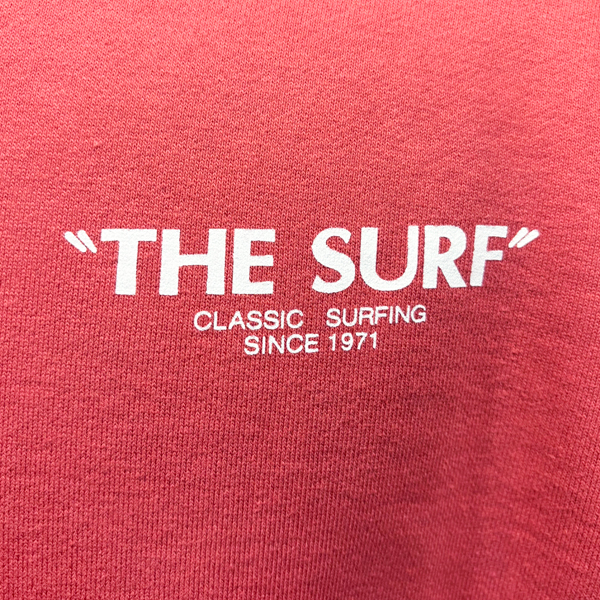 "THE SURF"
CLASSIC SURFING
SINCE 1971